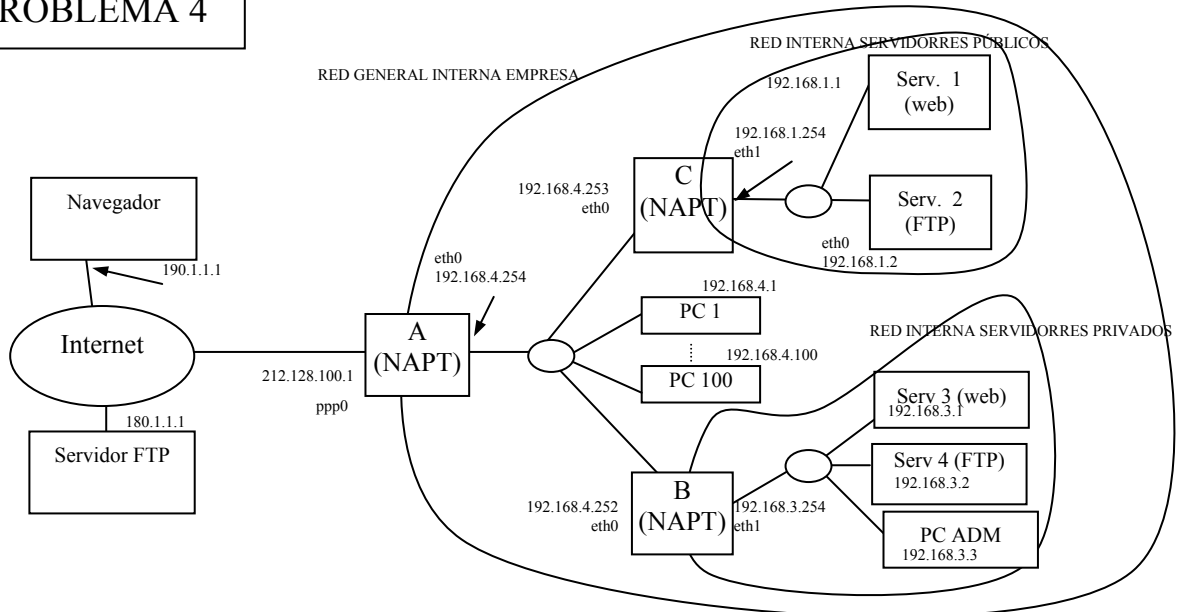 ROBLEMA 4
RED GENERAL INTERNA EMPRESA
RED INTERNA SERVIDORRES PÚBLICOS
192.168.1.1
Serv. 1
(web)
192.168.1.254
eth1
C
(NAPT)
192.168.4.253
eth0
Serv. 2
(FTP)
eth0
192.168.1.2
Navegador
190.1.1.1
Internet
eth0
192.168.4.254
A
(NAPT)
212.128.100.1
ppp0
192.168.4.1
PC 1
192.168.4.100
PC 100
RED INTERNA SERVIDORRES PRIVADOS
180.1.1.1
Servidor FTP
Serv 3 (web)
192.168.3.1
Serv 4 (FTP)
192.168.3.2
192.168.4.252
eth0
B
(NAPT)
192.168.3.254
eth1
PC ADM
192.168.3.3